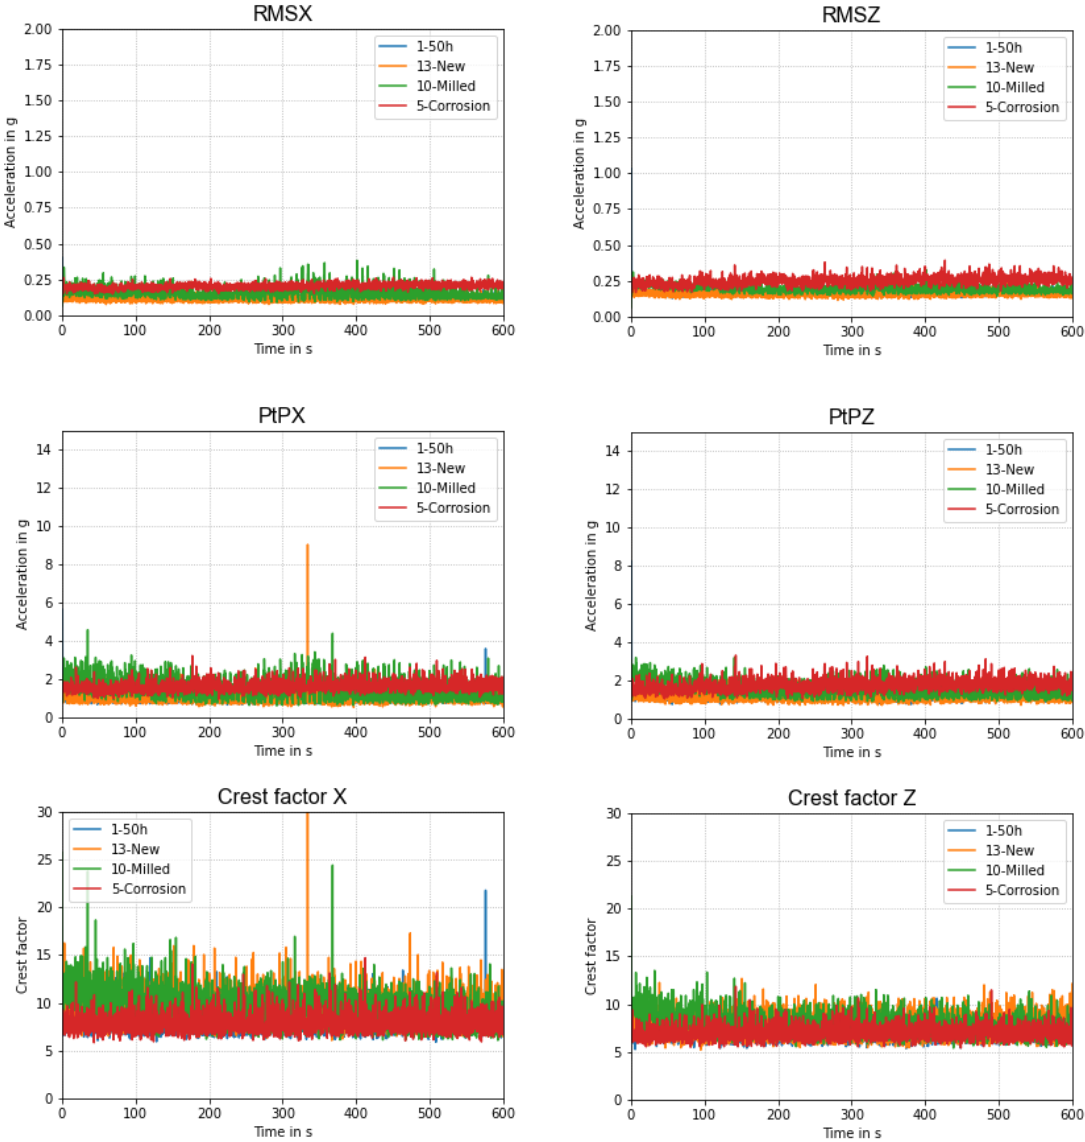 RMSX
2.00
1.75
1.50
1.25
1.00
0.75
0.50
0.25
0.00
Acceleration in g
1-50h
13-New
10-Milled
5-Corrosion
0 100 200 300 400 500 600
Time in s
RMSZ
2.00
1.75
1.50
1.25
1.00
0.75
0.50
0.25
0.00
Acceleration in g
1-50h
13-New
10-Milled
5-Corrosion
0 100 200 300 400 500 600
Time in s
PtPX
14
12
10
8
6
4
2
0
Acceleration in g
1-50h
13-New
10-Milled
5-Corrosion
0 100 200 300 400 500 600
Time in s
PtPZ
14
12
10
8
6
4
2
0
Acceleration in g
1-50h
13-New
10-Milled
5-Corrosion
0 100 200 300 400 500 600
Time in s
Crest factor X
30
25
20
15
10
5
0
Crest factor
1-50h
13-New
10-Milled
5-Corrosion
0 100 200 300 400 500 600
Time in s
Crest factor Z
30
25
20
15
10
5
0
Crest factor
1-50h
13-New
10-Milled
5-Corrosion
0 100 200 300 400 500 600
Time in s